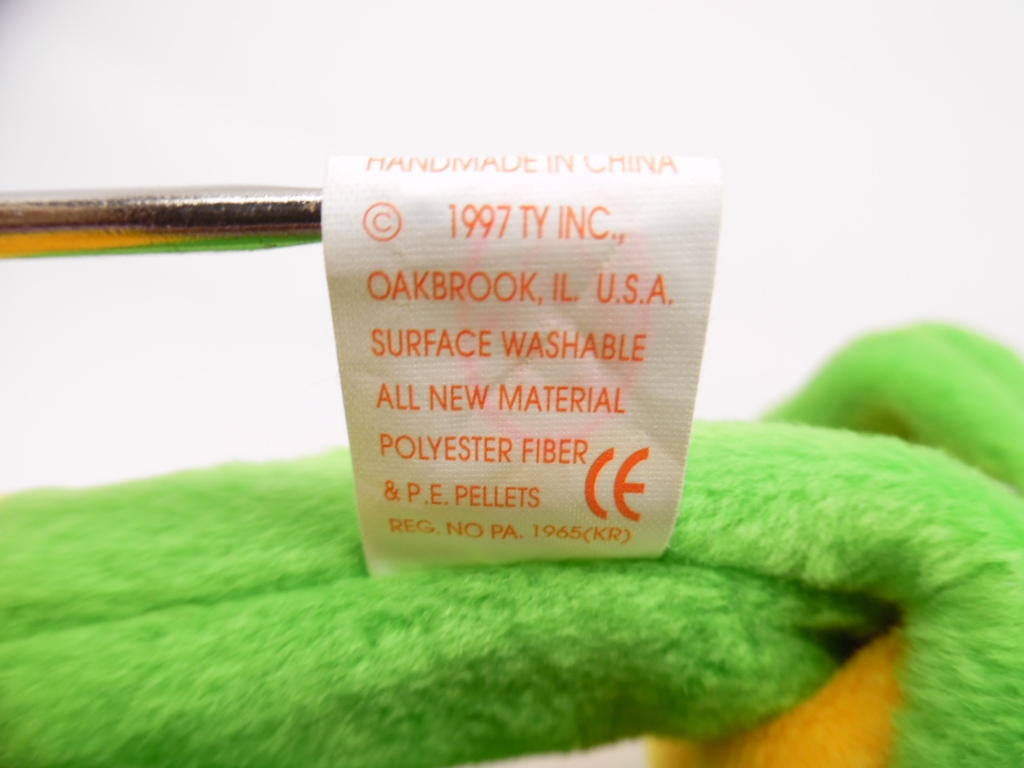 HANDMADE IN CHINA
© 1997 TY INC.,
OAKBROOK, IL. U.S.A.
SURFACE WASHABLE
ALL NEW MATERIAL
POLYESTER FIBER
& P.E. PELLETS CE
REG. NO PA. 1965(KR)